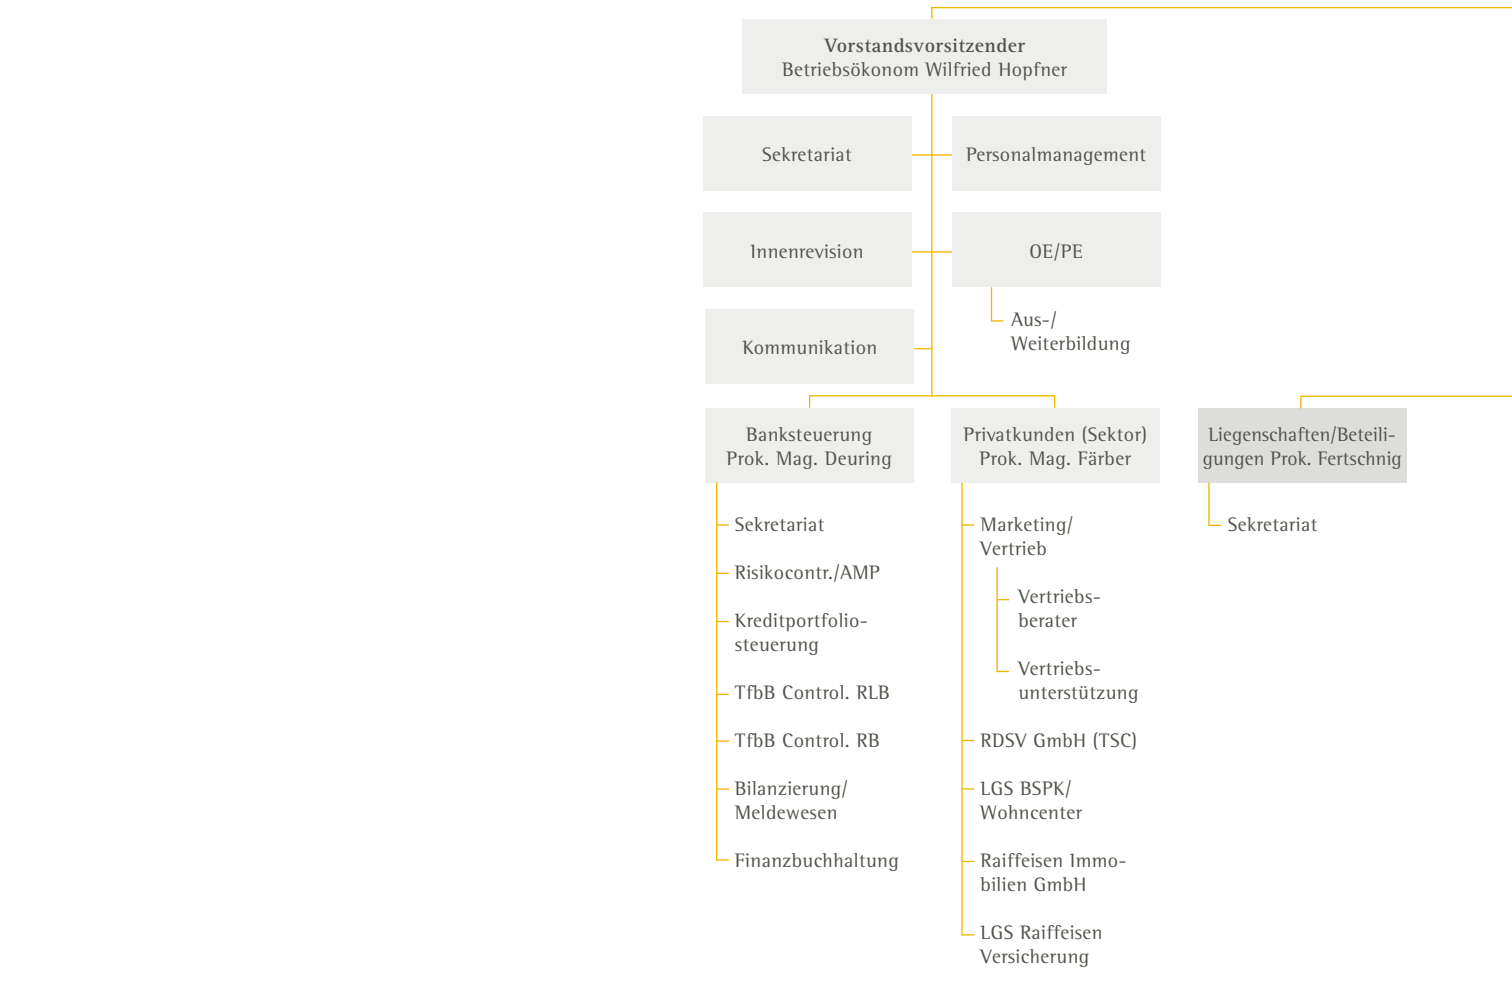 Vorstandsvorsitzender
Betriebsökonom Wilfried Hopfner
Sekretariat
Personalmanagement
Innenrevision
OE/PE
Aus-/
Weiterbildung
Kommunikation
Banksteuerung
Prok. Mag. Deuring
Sekretariat
Risikocontr./AMP
Kreditportfolio-
steuerung
TfbB Control. RLB
TfbB Control. RB
Bilanzierung/
Meldewesen
Finanzbuchhaltung
Privatkunden (Sektor)
Prok. Mag. Färber
Marketing/
Vertrieb
Vertriebs-
berater
Vertriebs-
unterstützung
RDSV GmbH (TSC)
LGS BSPK/
Wohncenter
Raiffeisen Immo-
bilien GmbH
LGS Raiffeisen
Versicherung
Liegenschaften/Beteili-
gungen Prok. Fertschnig
Sekretariat